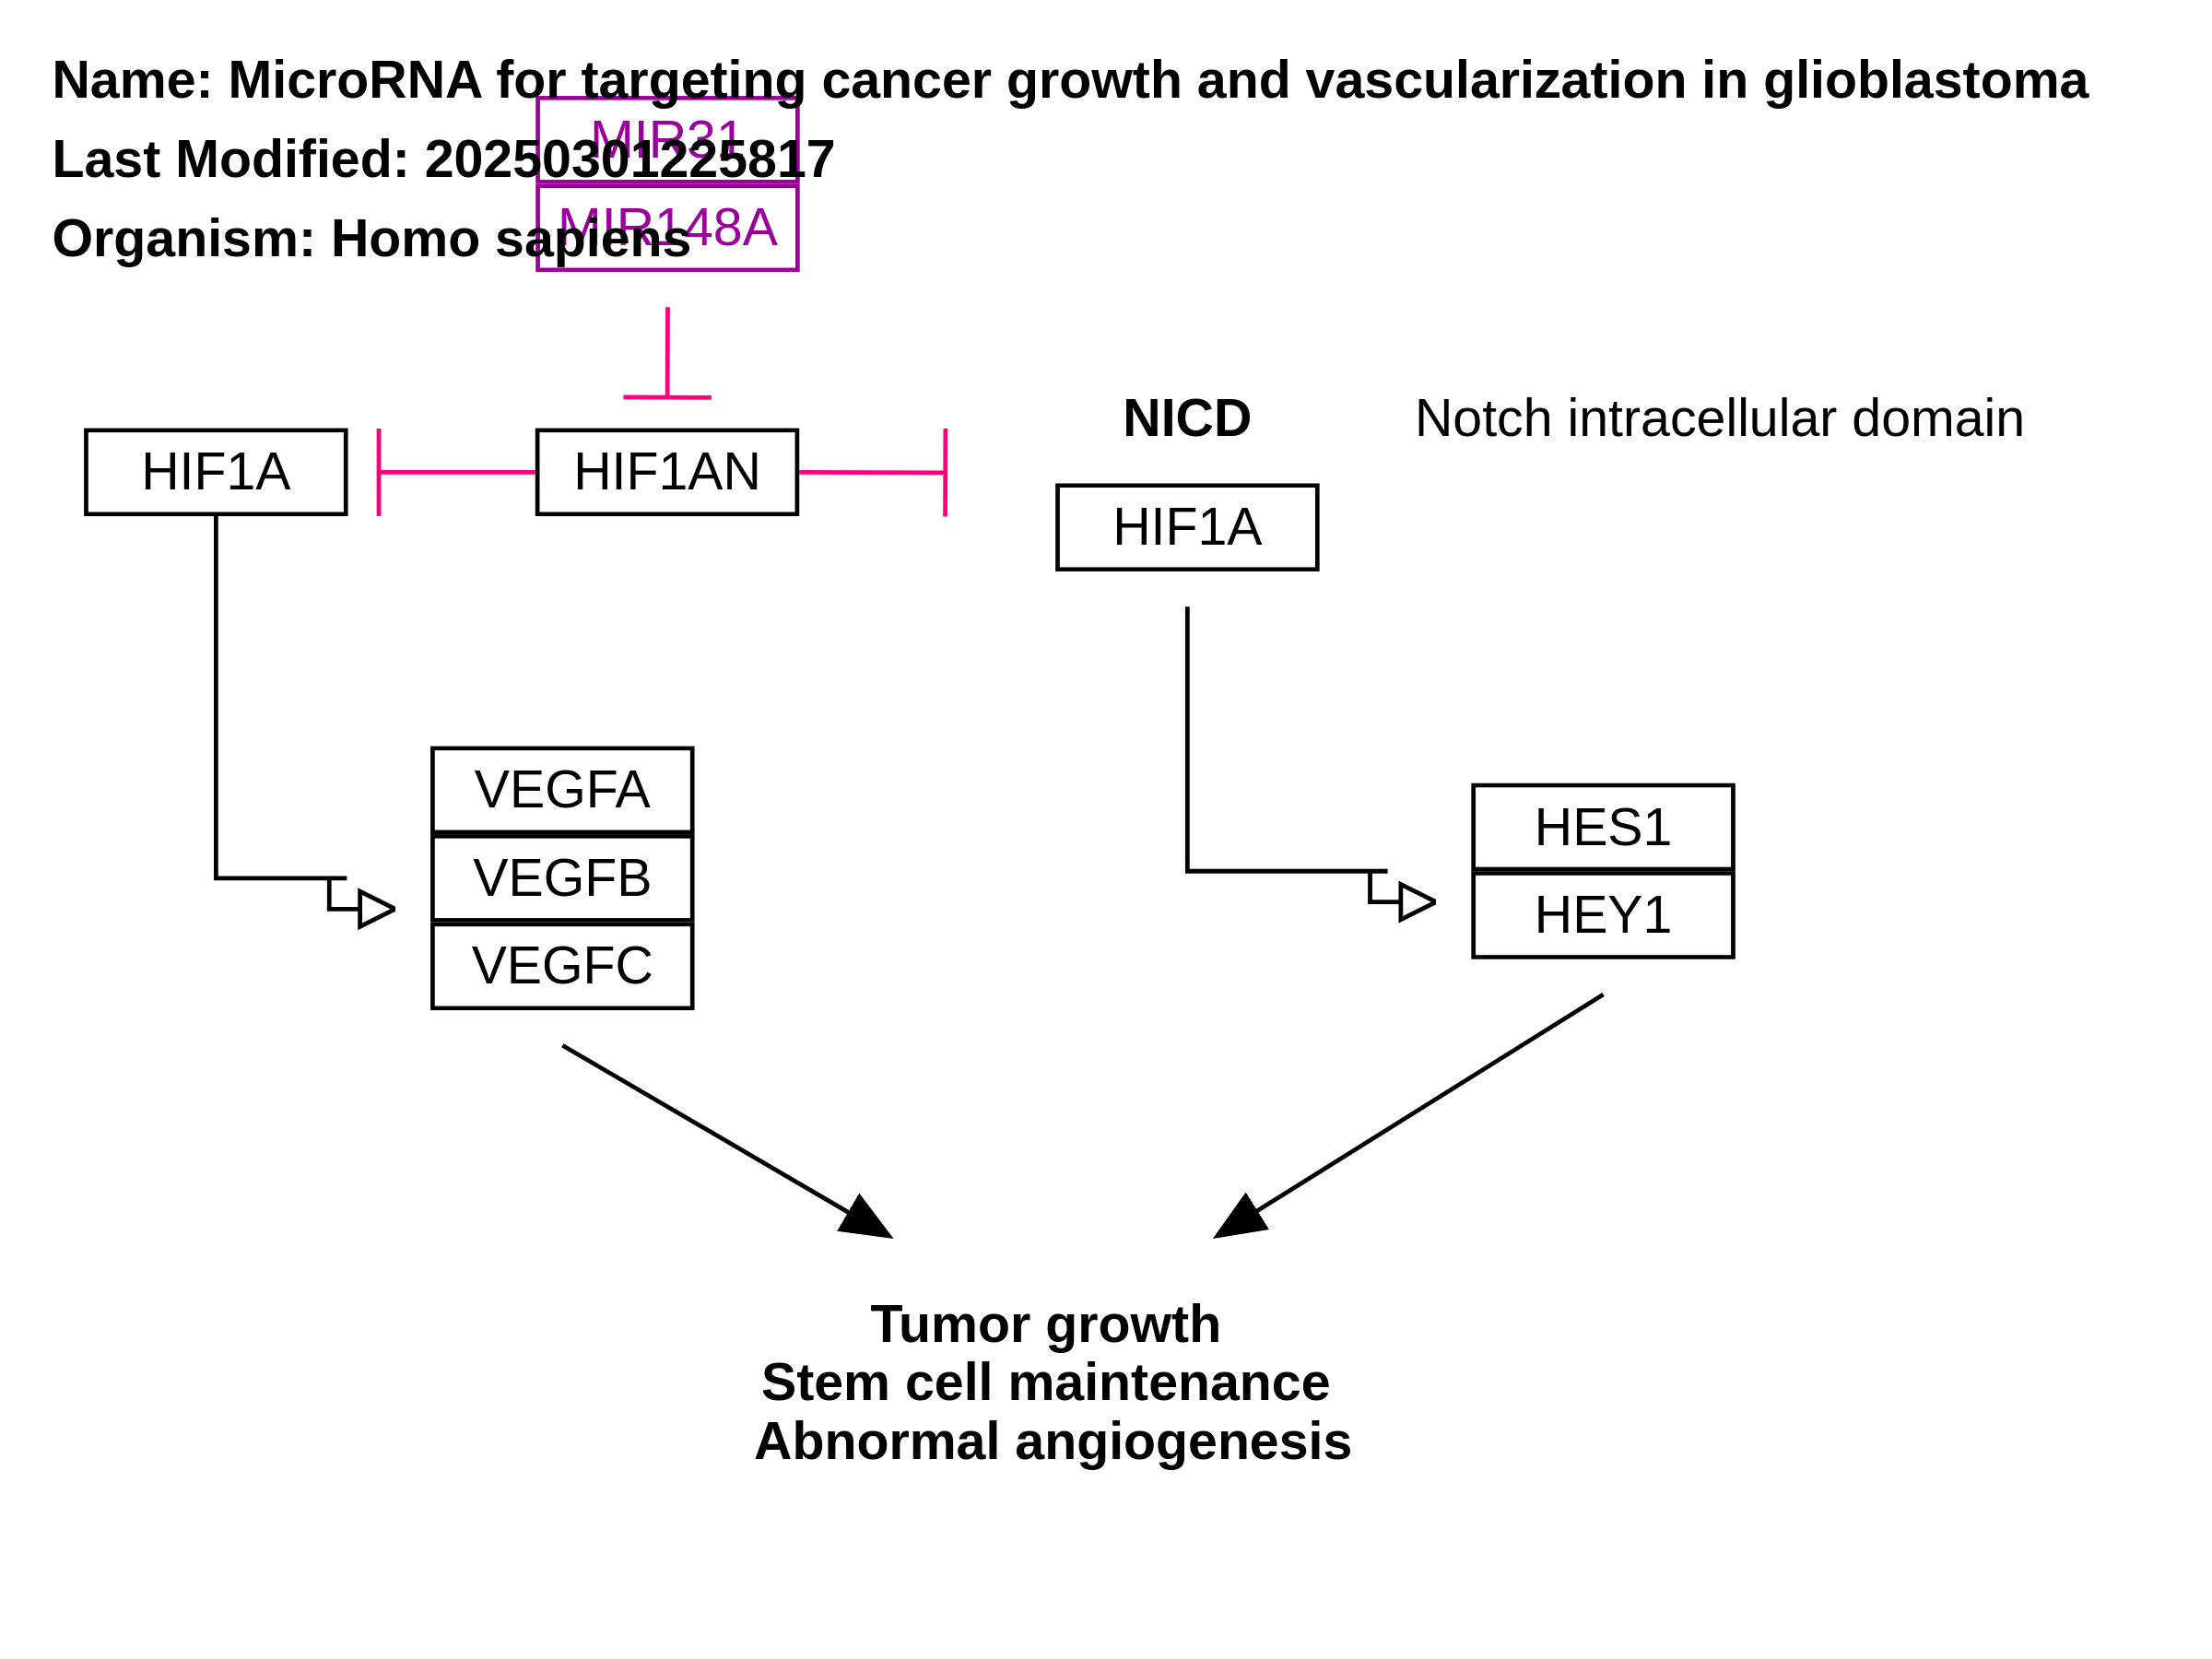 Name: MicroRNA for targeting cancer growth and vascularization in glioblastoma
MIR31
Last Modified: 20250301225817
MIR148A
Organism: Homo sapiens
NICD
Notch intracellular domain
HIF1A
HIF1AN
HIF1A
VEGFA
VEGFB
VEGFC
HES1
HEY1
Tumor growth
Stem cell maintenance
Abnormal angiogenesis